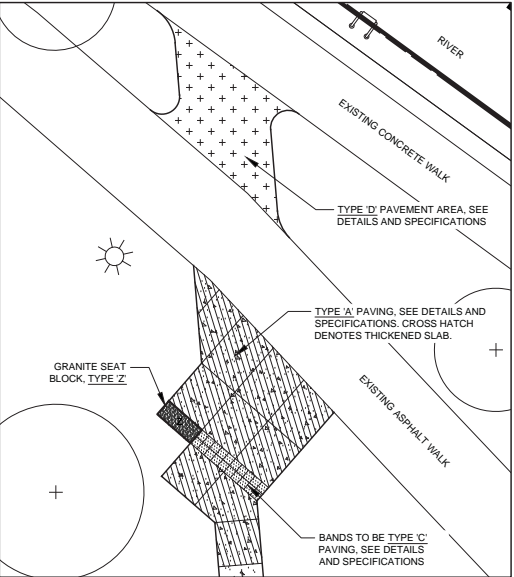 RIVER
EXISTING CONCRETE WALK
TYPE 'D' PAVEMENT AREA, SEE
DETAILS AND SPECIFICATIONS
TYPE 'A' PAVING, SEE DETAILS AND
SPECIFICATIONS. CROSS HATCH
DENOTES THICKENED SLAB.
GRANITE SEAT
BLOCK, TYPE 'Z'
EXISTING ASPHALT WALK
BANDS TO BE TYPE 'C'
PAVING, SEE DETAILS
AND SPECIFICATIONS